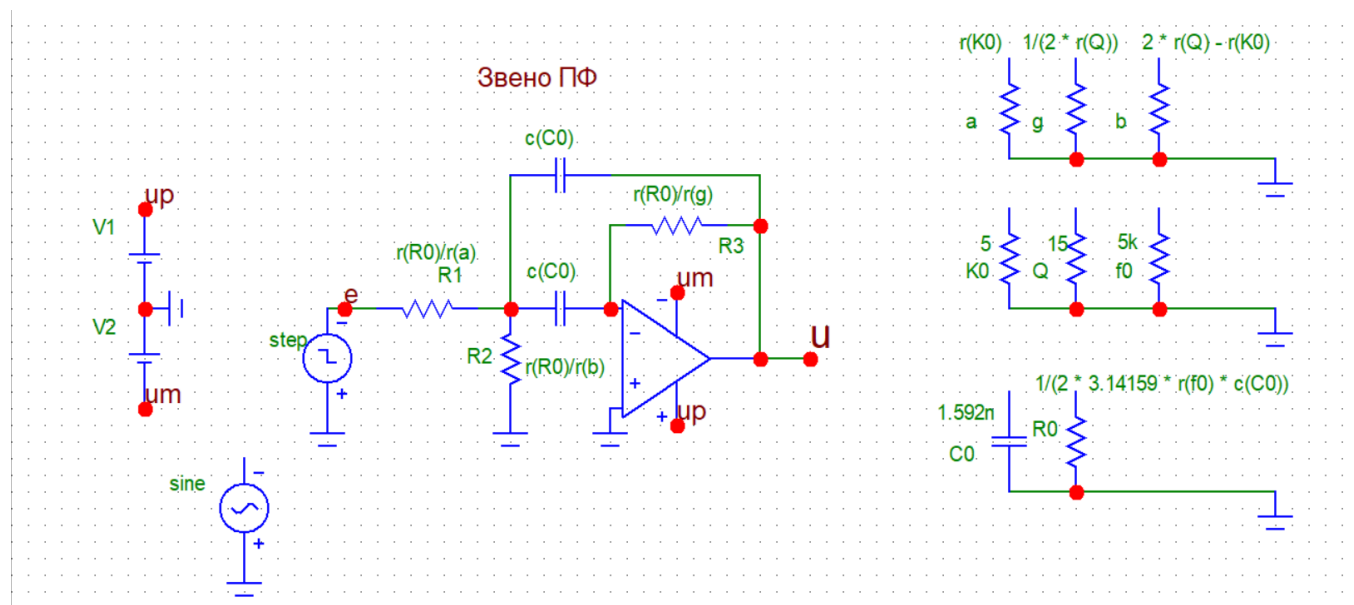 Звено ПФ
up
V1
V2
um
e
step
sine
r(R0)/r(a)
R1
c(C0)
c(C0)
r(R0)/r(g)
R3
R2
r(R0)/r(b)
um
up
u
r(K0) 1/(2 * r(Q)) 2 * r(Q) - r(K0)
a g b
5 15 5k
K0 Q f0
1/(2 * 3.14159 * r(f0) * c(C0))
1.592n
C0
R0